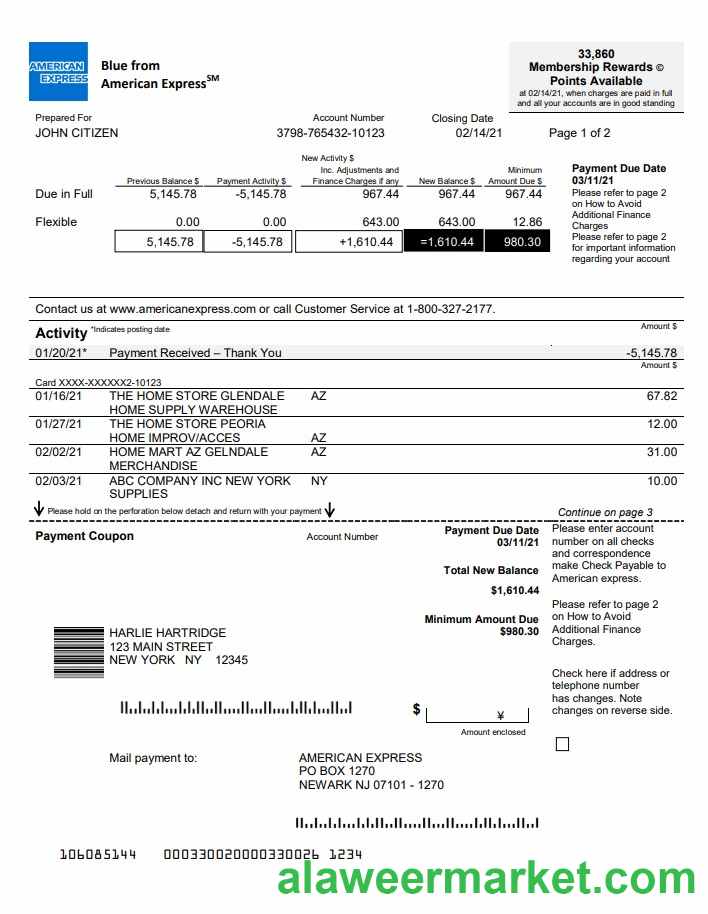 AMERICAN
EXPRESS
Blue from
American Express℠
33,860
Membership Rewards ©
Points Available
at 02/14/21, when charges are paid in full
and all your accounts are in good standing
Prepared For Account Number Closing Date
JOHN CITIZEN 3798-765432-10123 02/14/21 Page 1 of 2
New Activity $
Inc. Adjustments and Minimum
Previous Balance $ Payment Activity $ Finance Charges if any New Balance $ Amount Due $
Due in Full 5,145.78 -5,145.78 967.44 967.44 967.44
Flexible 0.00 0.00 643.00 643.00 12.86
5,145.78 -5,145.78 +1,610.44 =1,610.44 980.30
Payment Due Date
03/11/21
Please refer to page 2
on How to Avoid
Additional Finance
Charges
Please refer to page 2
for important information
regarding your account
Contact us at www.americanexpress.com or call Customer Service at 1-800-327-2177.
Activity *Indicates posting date Amount $
01/20/21* Payment Received – Thank You -5,145.78
Amount $
Card XXXX-XXXXXX2-10123
01/16/21 THE HOME STORE GLENDALE AZ 67.82
HOME SUPPLY WAREHOUSE
01/27/21 THE HOME STORE PEORIA 12.00
HOME IMPROV/ACCES AZ
02/02/21 HOME MART AZ GELNDALE AZ 31.00
MERCHANDISE
02/03/21 ABC COMPANY INC NEW YORK NY 10.00
SUPPLIES
Please hold on the perforation below detach and return with your payment Continue on page 3
Payment Coupon Account Number
Payment Due Date
03/11/21
Total New Balance
$1,610.44
Minimum Amount Due
$980.30
Please enter account
number on all checks
and correspondence
make Check Payable to
American express.
Please refer to page 2
on How to Avoid
Additional Finance
Charges.
Check here if address or
telephone number
has changes. Note
changes on reverse side.
HARLIE HARTRIDGE
123 MAIN STREET
NEW YORK NY 12345
$ ¥
Amount enclosed
Mail payment to: AMERICAN EXPRESS
PO BOX 1270
NEWARK NJ 07101 - 1270
106085144 000330020000330026 1234
alaweermarket.com